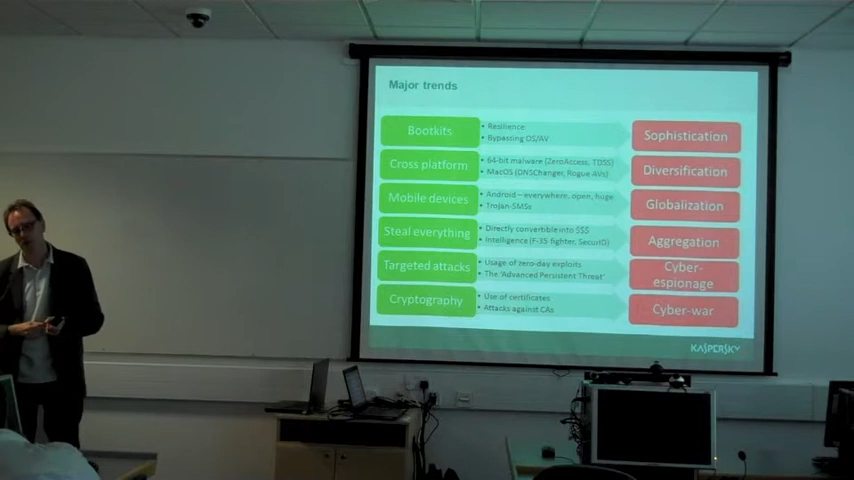 Major trends
Bootkits
• Resilience
• Bypassing OS/AV
Sophistication
Cross platform
• 64-bit malware (ZeroAccess, TDSS)
• MacOS (DNSChanger, Rogue AVs)
Diversification
Mobile devices
• Android – everywhere, open, huge
• Trojan-SMSs
Globalization
Steal everything
• Directly convertible into $$$
• Intelligence (F-35 fighter, SecurID)
Aggregation
Targeted attacks
• Usage of zero-day exploits
• The 'Advanced Persistent Threat'
Cyber-
espionage
Cryptography
• Use of certificates
• Attacks against CAs
Cyber-war
KASPERSKY